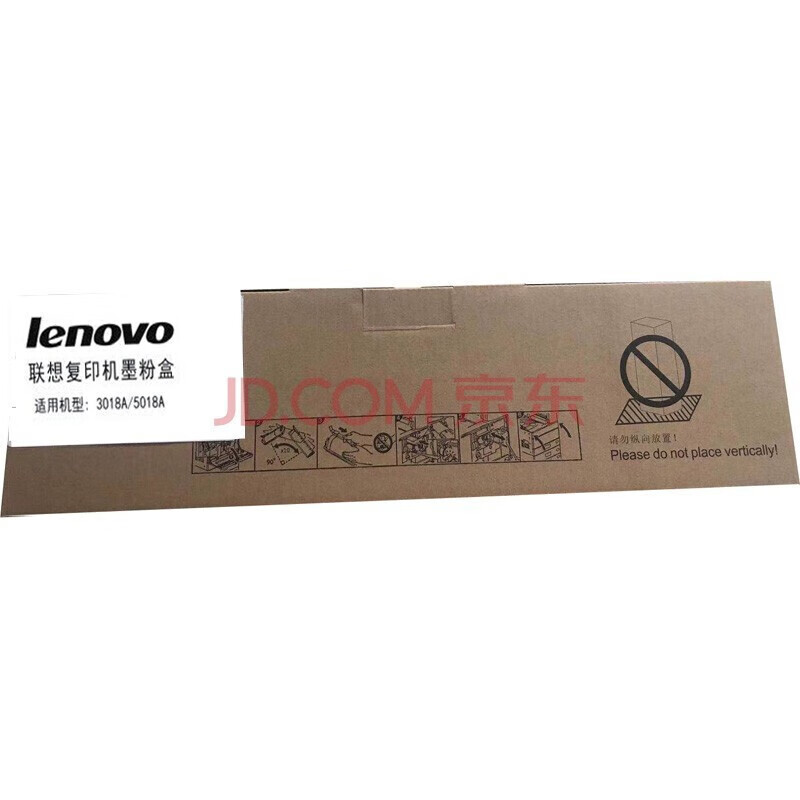 lenovo
联想复印机墨粉盒
适用机型：3018A/5018A
JD.COM 京东
90°
请勿纵向放置！
Please do not place vertically!